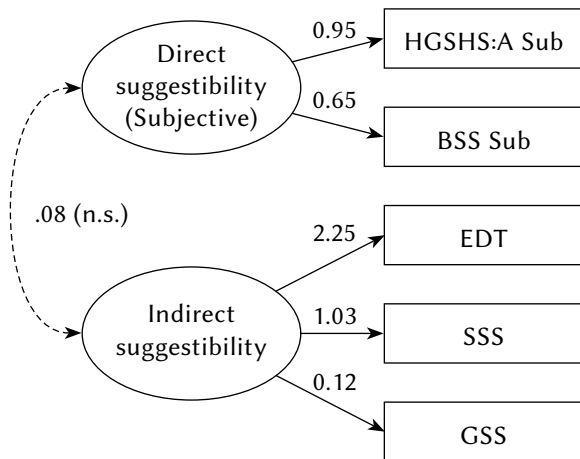 Direct
suggestibility
(Subjective)
0.95
HGSHS:A Sub
0.65
BSS Sub
.08 (n.s.)
Indirect
suggestibility
2.25
EDT
1.03
SSS
0.12
GSS